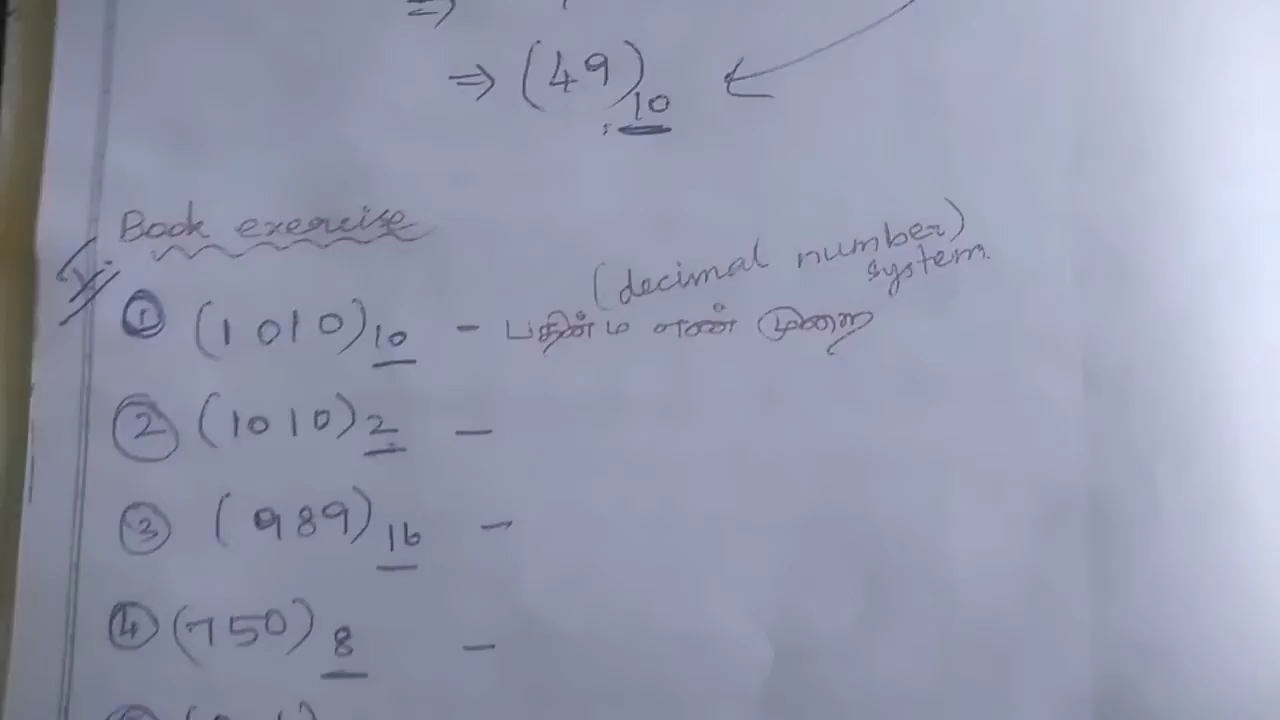 ⇒
⇒ (49)10
Book exercise
(decimal number)
system.
① (1010)10 - பதின்ம எண் முறை
② (1010)2 -
③ (989)16 -
④ (750)8 -